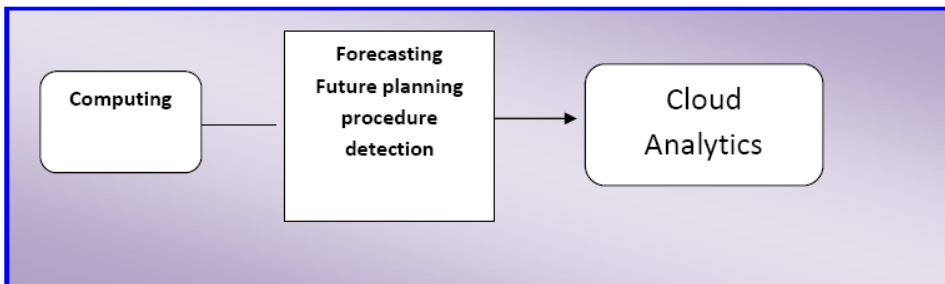 Computing
Forecasting
Future planning
procedure
detection
Cloud
Analytics